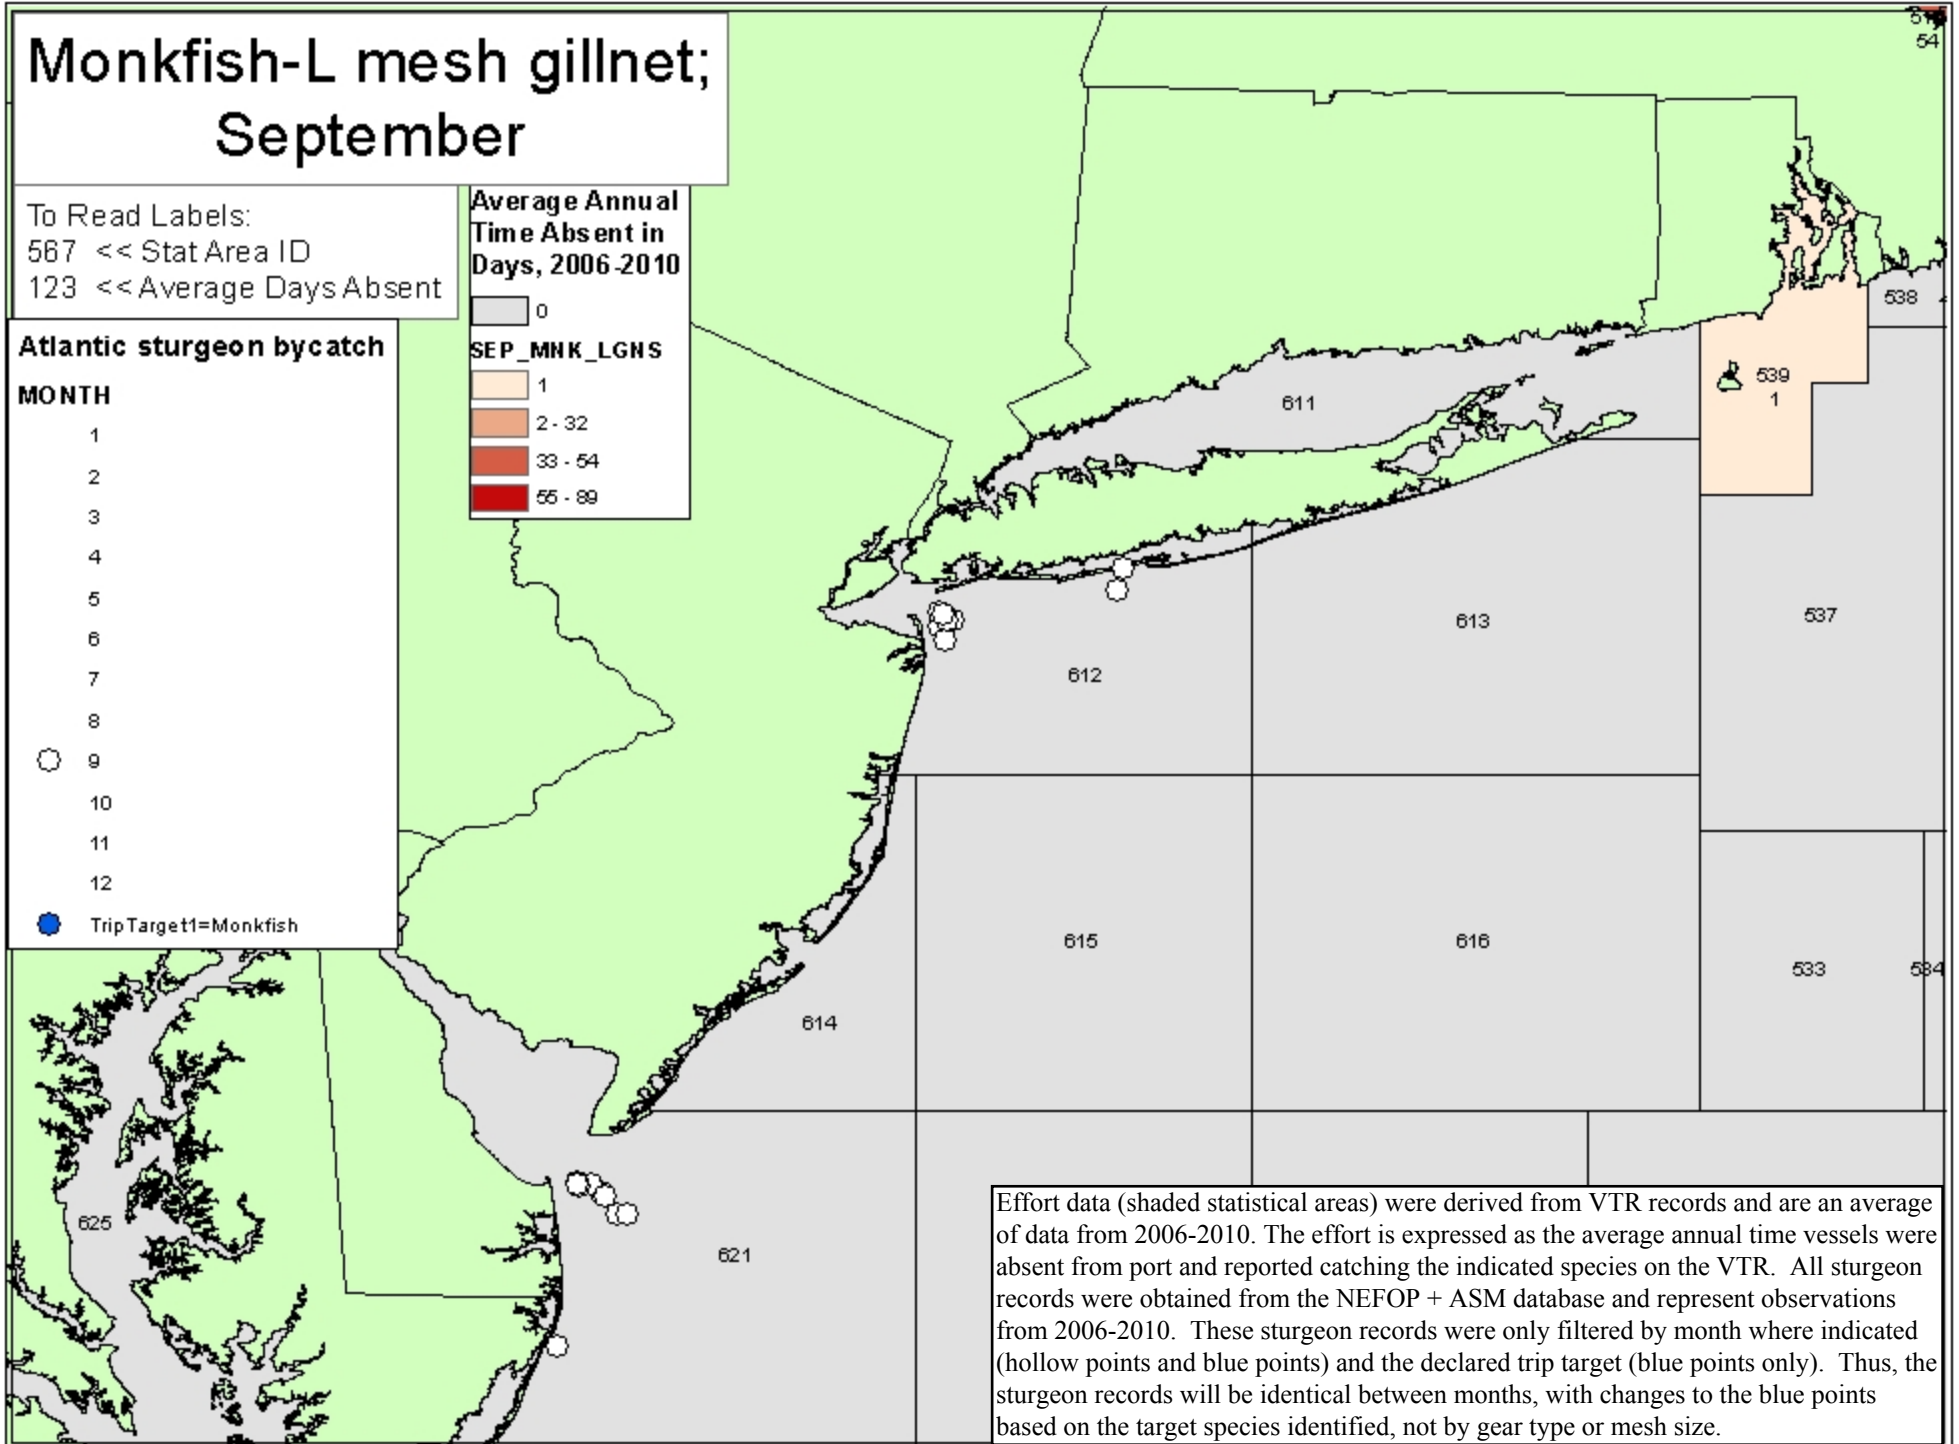 Monkfish-L mesh gillnet;
September
To Read Labels:
567 << Stat Area ID
123 << Average Days Absent
Average Annual
Time Absent in
Days, 2006-2010
0
SEP_MNK_LGNS
1
2 - 32
33 - 54
55 - 89
Atlantic sturgeon bycatch
MONTH
1
2
3
4
5
6
7
8
9
10
11
12
TripTarget1=Monkfish
54
538
539
1
611
613
537
612
615
616
533
534
614
625
621
Effort data (shaded statistical areas) were derived from VTR records and are an average
of data from 2006-2010. The effort is expressed as the average annual time vessels were
absent from port and reported catching the indicated species on the VTR.  All sturgeon
records were obtained from the NEFOP + ASM database and represent observations
from 2006-2010.  These sturgeon records were only filtered by month where indicated
(hollow points and blue points) and the declared trip target (blue points only).  Thus, the
sturgeon records will be identical between months, with changes to the blue points
based on the target species identified, not by gear type or mesh size.